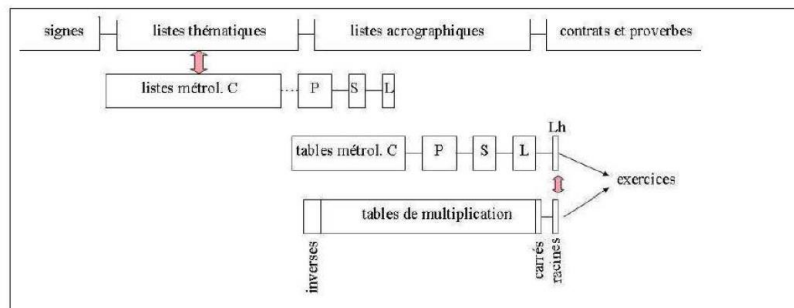 signes listes thématiques listes acrographiques contrats et proverbes
listes métrol. C P S L
Lh
tables métrol. C P S L
exercices
tables de multiplication
inverses carrés racines